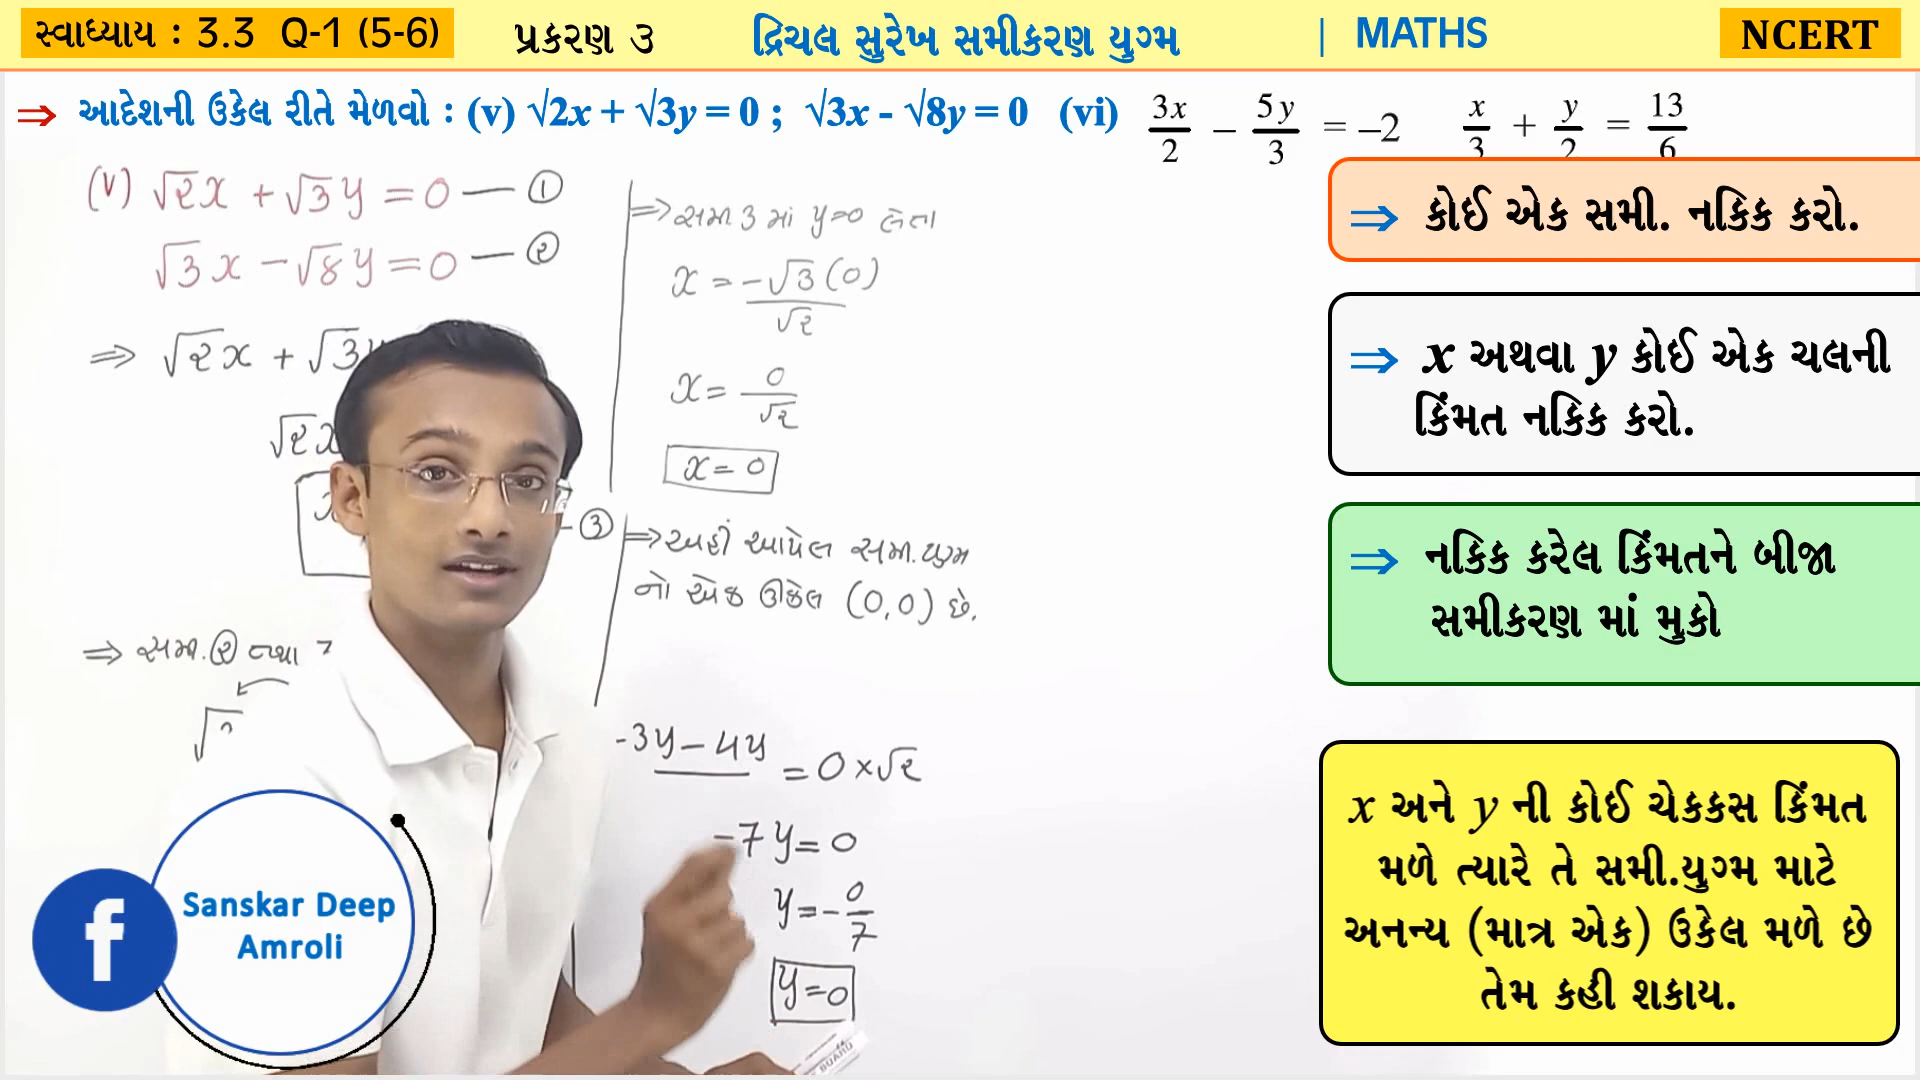 સ્વાધ્યાય : 3.3 Q-1 (5-6)
પ્રકરણ ૩
દ્વિચલ સુરેખ સમીકરણ યુગ્મ
| MATHS
NCERT
⇒ આદેશની ઉકેલ રીતે મેળવો : (v) √2x + √3y = 0 ; √3x - √8y = 0 (vi) 3x/2 − 5y/3 = −2 x/3 + y/2 = 13/6
(V) √2x + √3y = 0 — ①
√3x − √8y = 0 — ②
⇒ √2x + √3y
√2x
— ③
⇒ સમી. ②
⇒ સમી. 3 માં y=0 લેતા
x = −√3(0)/√2
x = 0/√2
x = 0
⇒ અહીં આપેલ સમી. યુગ્મ
નો એક ઊકેલ (0,0) છે.
-3y − 4y = 0 × √2
−7y = 0
y = −0/7
y = 0
⇒ કોઈ એક સમી. નકિક કરો.
⇒ x અથવા y કોઈ એક ચલની
કિંમત નકિક કરો.
⇒ નકિક કરેલ કિંમતને બીજા
સમીકરણ માં મુકો
x અને y ની કોઈ ચેકકસ કિંમત
મળે ત્યારે તે સમી.યુગ્મ માટે
અનન્ય (માત્ર એક) ઉકેલ મળે છે
તેમ કહી શકાય.
f
Sanskar Deep
Amroli
BOARD